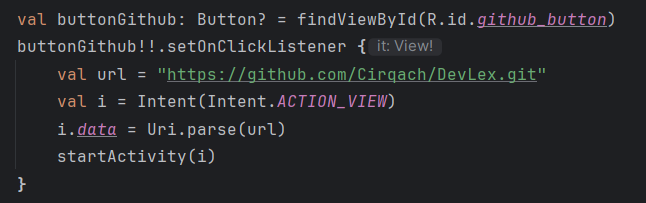 val buttonGithub: Button? = findViewById(R.id.github_button)
buttonGithub!!.setOnClickListener { it: View!
    val url = "https://github.com/Cirqach/DevLex.git"
    val i = Intent(Intent.ACTION_VIEW)
    i.data = Uri.parse(url)
    startActivity(i)
}